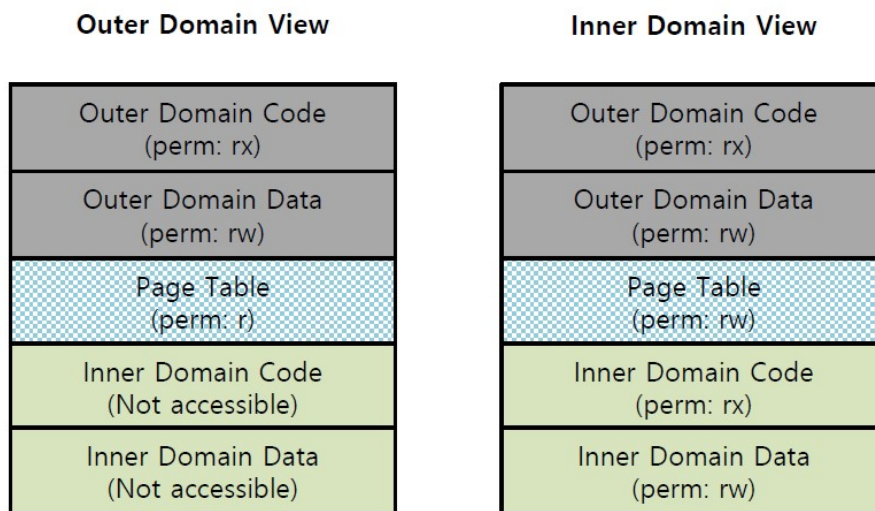 Outer Domain View
Outer Domain Code
(perm: rx)
Outer Domain Data
(perm: rw)
Page Table
(perm: r)
Inner Domain Code
(Not accessible)
Inner Domain Data
(Not accessible)
Inner Domain View
Outer Domain Code
(perm: rx)
Outer Domain Data
(perm: rw)
Page Table
(perm: rw)
Inner Domain Code
(perm: rx)
Inner Domain Data
(perm: rw)